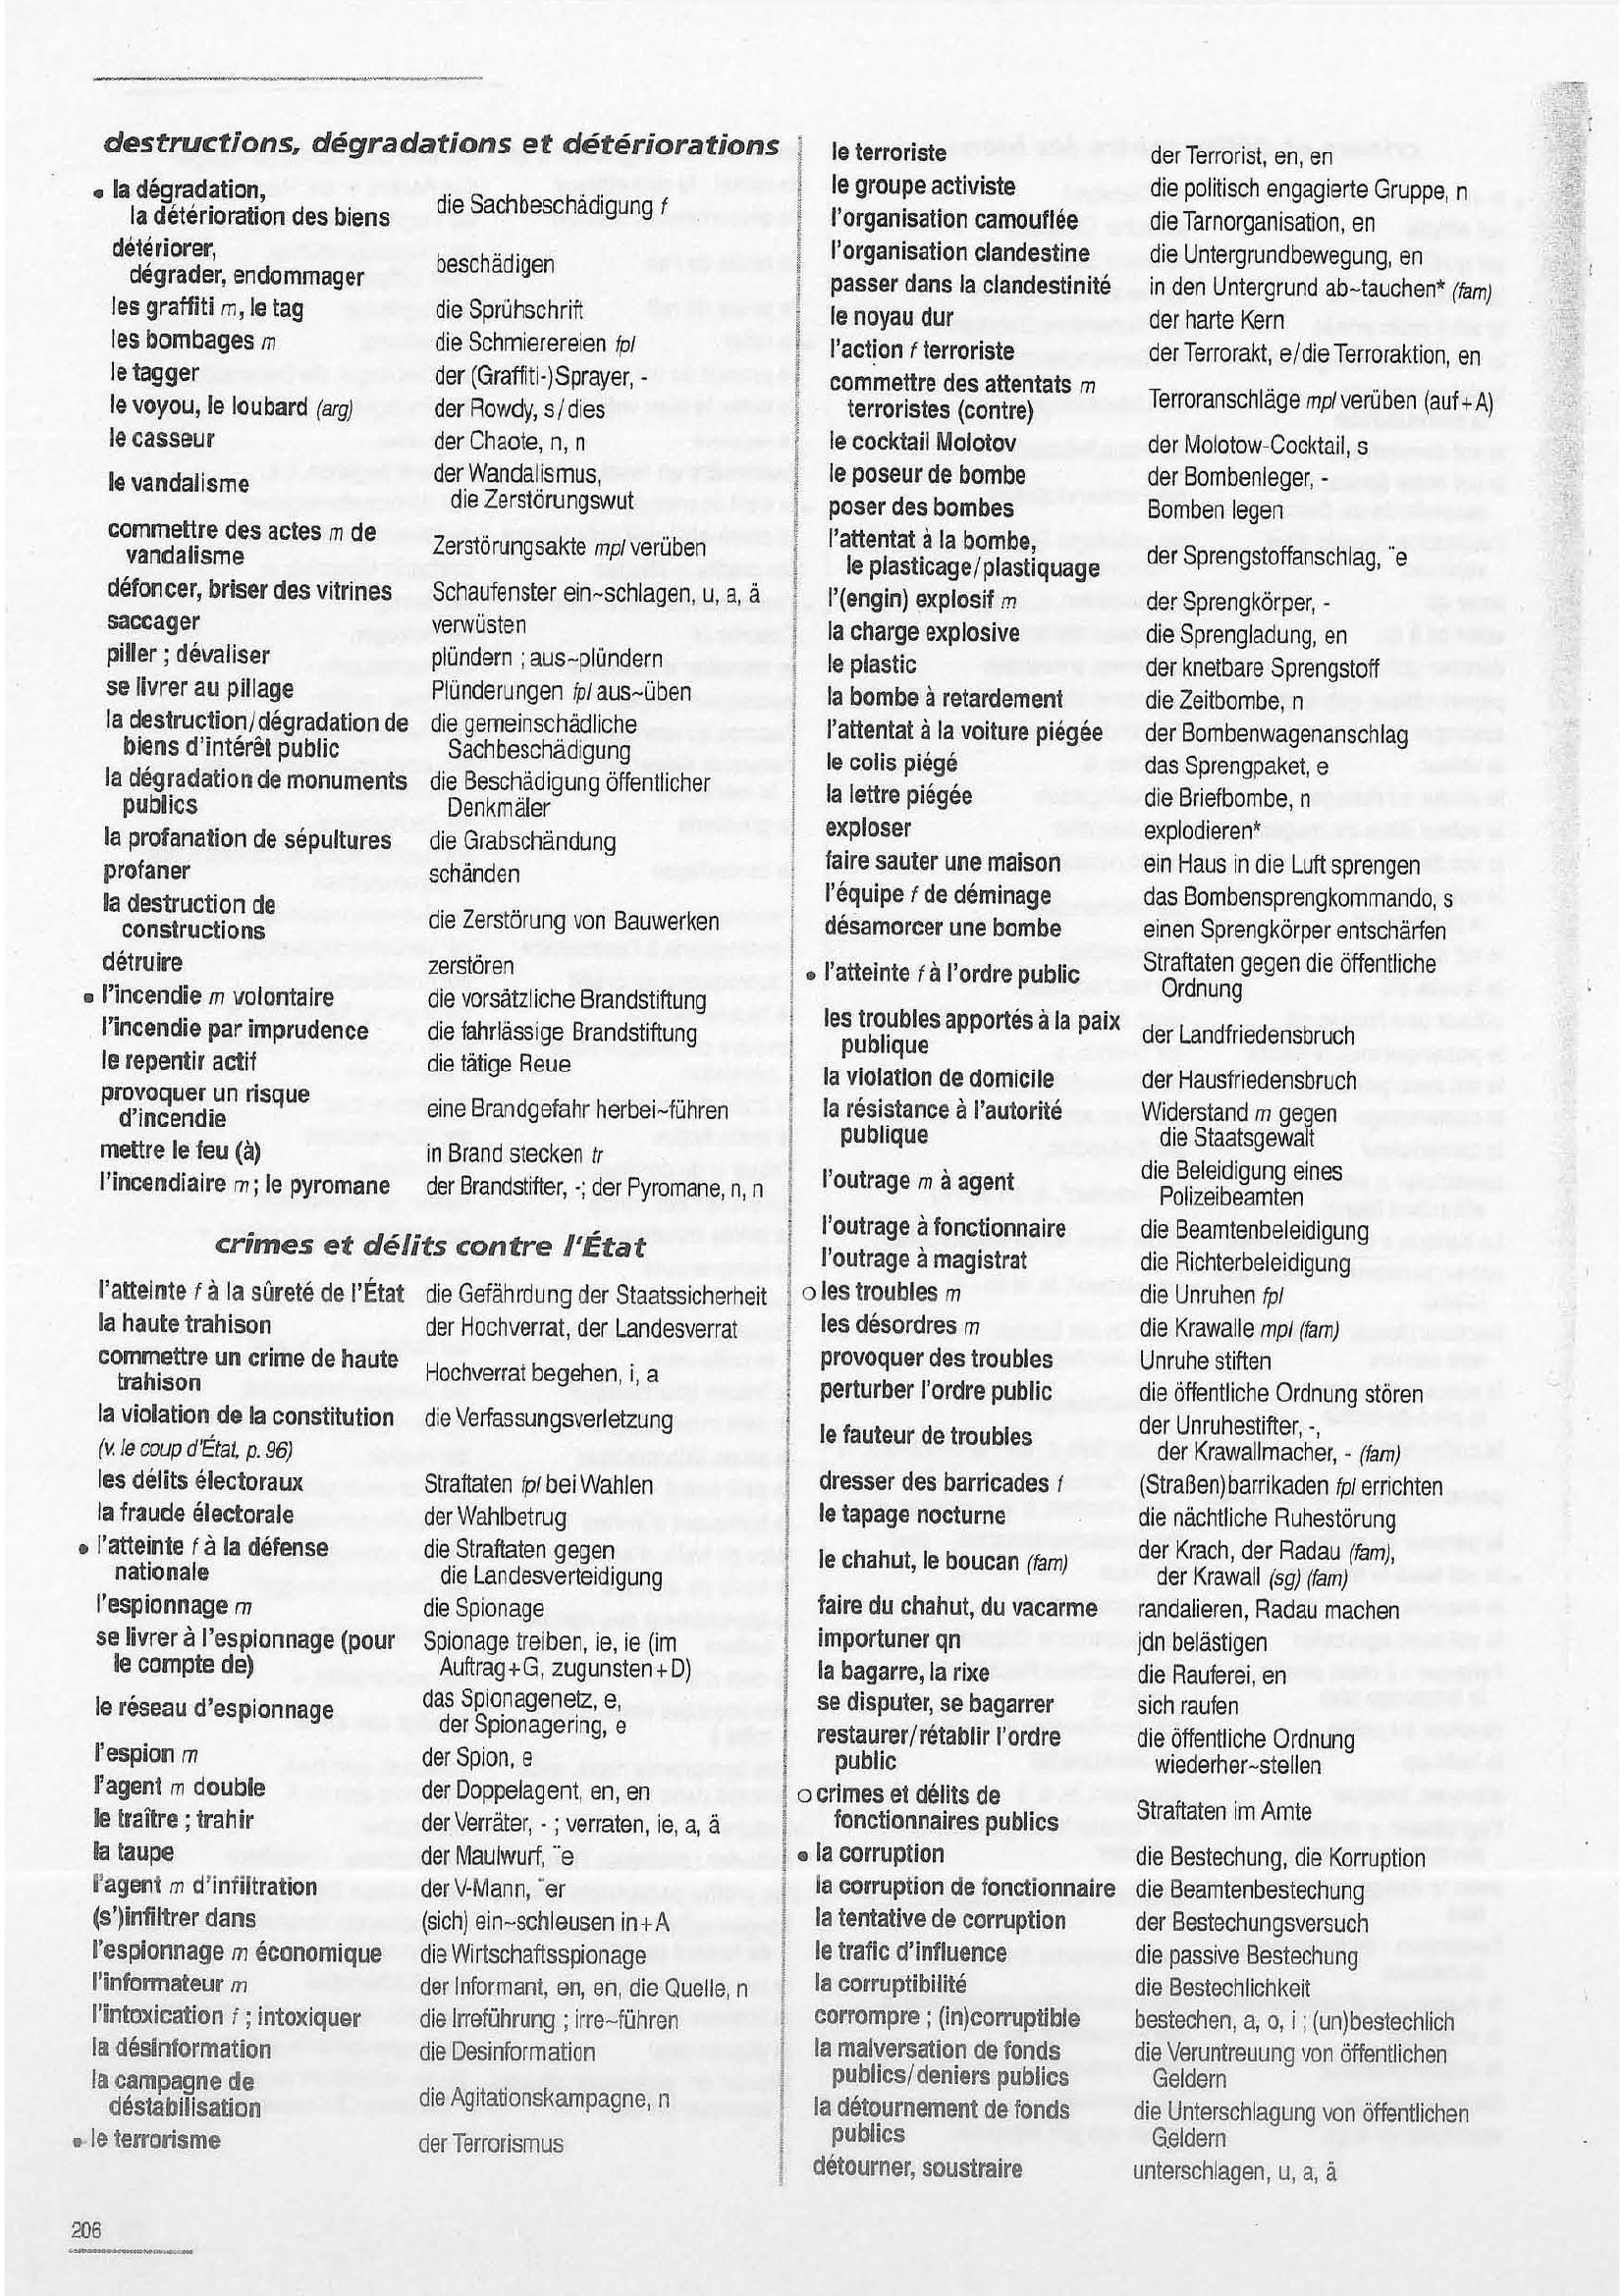 destructions, dégradations et détériorations
• la dégradation,
la détérioration des biens die Sachbeschädigung f
détériorer,
dégrader, endommager beschädigen
les graffiti m, le tag die Sprühschrift
les bombages m die Schmierereien fpl
le tagger der (Graffiti-)Sprayer, -
le voyou, le loubard (arg) der Rowdy, s/dies
le casseur der Chaote, n, n
le vandalisme der Wandalismus,
die Zerstörungswut
commettre des actes m de
vandalisme Zerstörungsakte mpl verüben
défoncer, briser des vitrines Schaufenster ein~schlagen, u, a, ä
saccager verwüsten
piller ; dévaliser plündern ; aus~plündern
se livrer au pillage Plünderungen fpl aus~üben
la destruction/dégradation de die gemeinschädliche
biens d'intérêt public Sachbeschädigung
la dégradation de monuments die Beschädigung öffentlicher
publics Denkmäler
la profanation de sépultures die Grabschändung
profaner schänden
la destruction de
constructions die Zerstörung von Bauwerken
détruire zerstören
• l'incendie m volontaire die vorsätzliche Brandstiftung
l'incendie par imprudence die fahrlässige Brandstiftung
le repentir actif die tätige Reue
provoquer un risque
d'incendie eine Brandgefahr herbei~führen
mettre le feu (à) in Brand stecken tr
l'incendiaire m; le pyromane der Brandstifter, -; der Pyromane, n, n
crimes et délits contre l'État
l'atteinte f à la sûreté de l'État die Gefährdung der Staatssicherheit
la haute trahison der Hochverrat, der Landesverrat
commettre un crime de haute
trahison Hochverrat begehen, i, a
la violation de la constitution die Verfassungsverletzung
(v. le coup d'État, p. 96)
les délits électoraux Straftaten fpl bei Wahlen
la fraude électorale der Wahlbetrug
• l'atteinte f à la défense die Straftaten gegen
nationale die Landesverteidigung
l'espionnage m die Spionage
se livrer à l'espionnage (pour Spionage treiben, ie, ie (im
le compte de) Auftrag+G, zugunsten+D)
le réseau d'espionnage das Spionagenetz, e,
der Spionagering, e
l'espion m der Spion, e
l'agent m double der Doppelagent, en, en
le traître ; trahir der Verräter, - ; verraten, ie, a, ä
la taupe der Maulwurf, ¨e
l'agent m d'infiltration der V-Mann, ¨er
(s')infiltrer dans (sich) ein~schleusen in+A
l'espionnage m économique die Wirtschaftsspionage
l'informateur m der Informant, en, en, die Quelle, n
l'intoxication f ; intoxiquer die Irreführung ; irre~führen
la désinformation die Desinformation
la campagne de
déstabilisation die Agitationskampagne, n
• le terrorisme der Terrorismus
le terroriste der Terrorist, en, en
le groupe activiste die politisch engagierte Gruppe, n
l'organisation camouflée die Tarnorganisation, en
l'organisation clandestine die Untergrundbewegung, en
passer dans la clandestinité in den Untergrund ab~tauchen* (fam)
le noyau dur der harte Kern
l'action f terroriste der Terrorakt, e/die Terroraktion, en
commettre des attentats m
terroristes (contre) Terroranschläge mpl verüben (auf+A)
le cocktail Molotov der Molotow-Cocktail, s
le poseur de bombe der Bombenleger, -
poser des bombes Bomben legen
l'attentat à la bombe,
le plasticage/plastiquage der Sprengstoffanschlag, ¨e
l'(engin) explosif m der Sprengkörper, -
la charge explosive die Sprengladung, en
le plastic der knetbare Sprengstoff
la bombe à retardement die Zeitbombe, n
l'attentat à la voiture piégée der Bombenwagenanschlag
le colis piégé das Sprengpaket, e
la lettre piégée die Briefbombe, n
exploser explodieren*
faire sauter une maison ein Haus in die Luft sprengen
l'équipe f de déminage das Bombensprengkommando, s
désamorcer une bombe einen Sprengkörper entschärfen
• l'atteinte f à l'ordre public Straftaten gegen die öffentliche
Ordnung
les troubles apportés à la paix
publique der Landfriedensbruch
la violation de domicile der Hausfriedensbruch
la résistance à l'autorité Widerstand m gegen
publique die Staatsgewalt
l'outrage m à agent die Beleidigung eines
Polizeibeamten
l'outrage à fonctionnaire die Beamtenbeleidigung
l'outrage à magistrat die Richterbeleidigung
o les troubles m die Unruhen fpl
les désordres m die Krawalle mpl (fam)
provoquer des troubles Unruhe stiften
perturber l'ordre public die öffentliche Ordnung stören
le fauteur de troubles der Unruhestifter, -,
der Krawallmacher, - (fam)
dresser des barricades f (Straßen)barrikaden fpl errichten
le tapage nocturne die nächtliche Ruhestörung
le chahut, le boucan (fam) der Krach, der Radau (fam),
der Krawall (sg) (fam)
faire du chahut, du vacarme randalieren, Radau machen
importuner qn jdn belästigen
la bagarre, la rixe die Rauferei, en
se disputer, se bagarrer sich raufen
restaurer/rétablir l'ordre die öffentliche Ordnung
public wiederher~stellen
o crimes et délits de
fonctionnaires publics Straftaten im Amte
• la corruption die Bestechung, die Korruption
la corruption de fonctionnaire die Beamtenbestechung
la tentative de corruption der Bestechungsversuch
le trafic d'influence die passive Bestechung
la corruptibilité die Bestechlichkeit
corrompre ; (in)corruptible bestechen, a, o, i ; (un)bestechlich
la malversation de fonds die Veruntreuung von öffentlichen
publics/deniers publics Geldern
la détournement de fonds die Unterschlagung von öffentlichen
publics Geldern
détourner, soustraire unterschlagen, u, a, ä
206